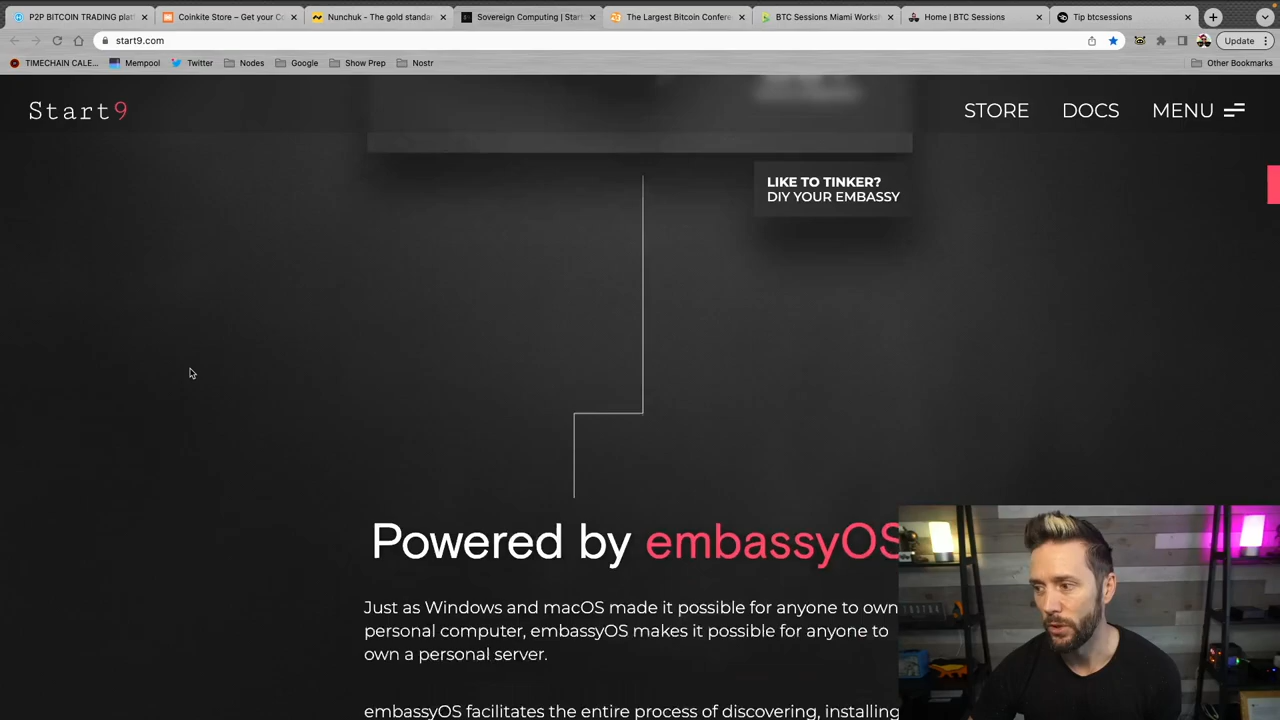 P2P BITCOIN TRADING plat
Coinkite Store – Get your Co
Nunchuk - The gold standar
Sovereign Computing | Start
The Largest Bitcoin Confere
BTC Sessions Miami Worksh
Home | BTC Sessions
Tip btcsessions
start9.com
Update
TIMECHAIN CALE...
Mempool
Twitter
Nodes
Google
Show Prep
Nostr
Other Bookmarks
Start9
STORE
DOCS
MENU
LIKE TO TINKER?
DIY YOUR EMBASSY
Powered by embassyOS
Just as Windows and macOS made it possible for anyone to own
personal computer, embassyOS makes it possible for anyone to
own a personal server.
embassyOS facilitates the entire process of discovering, installing